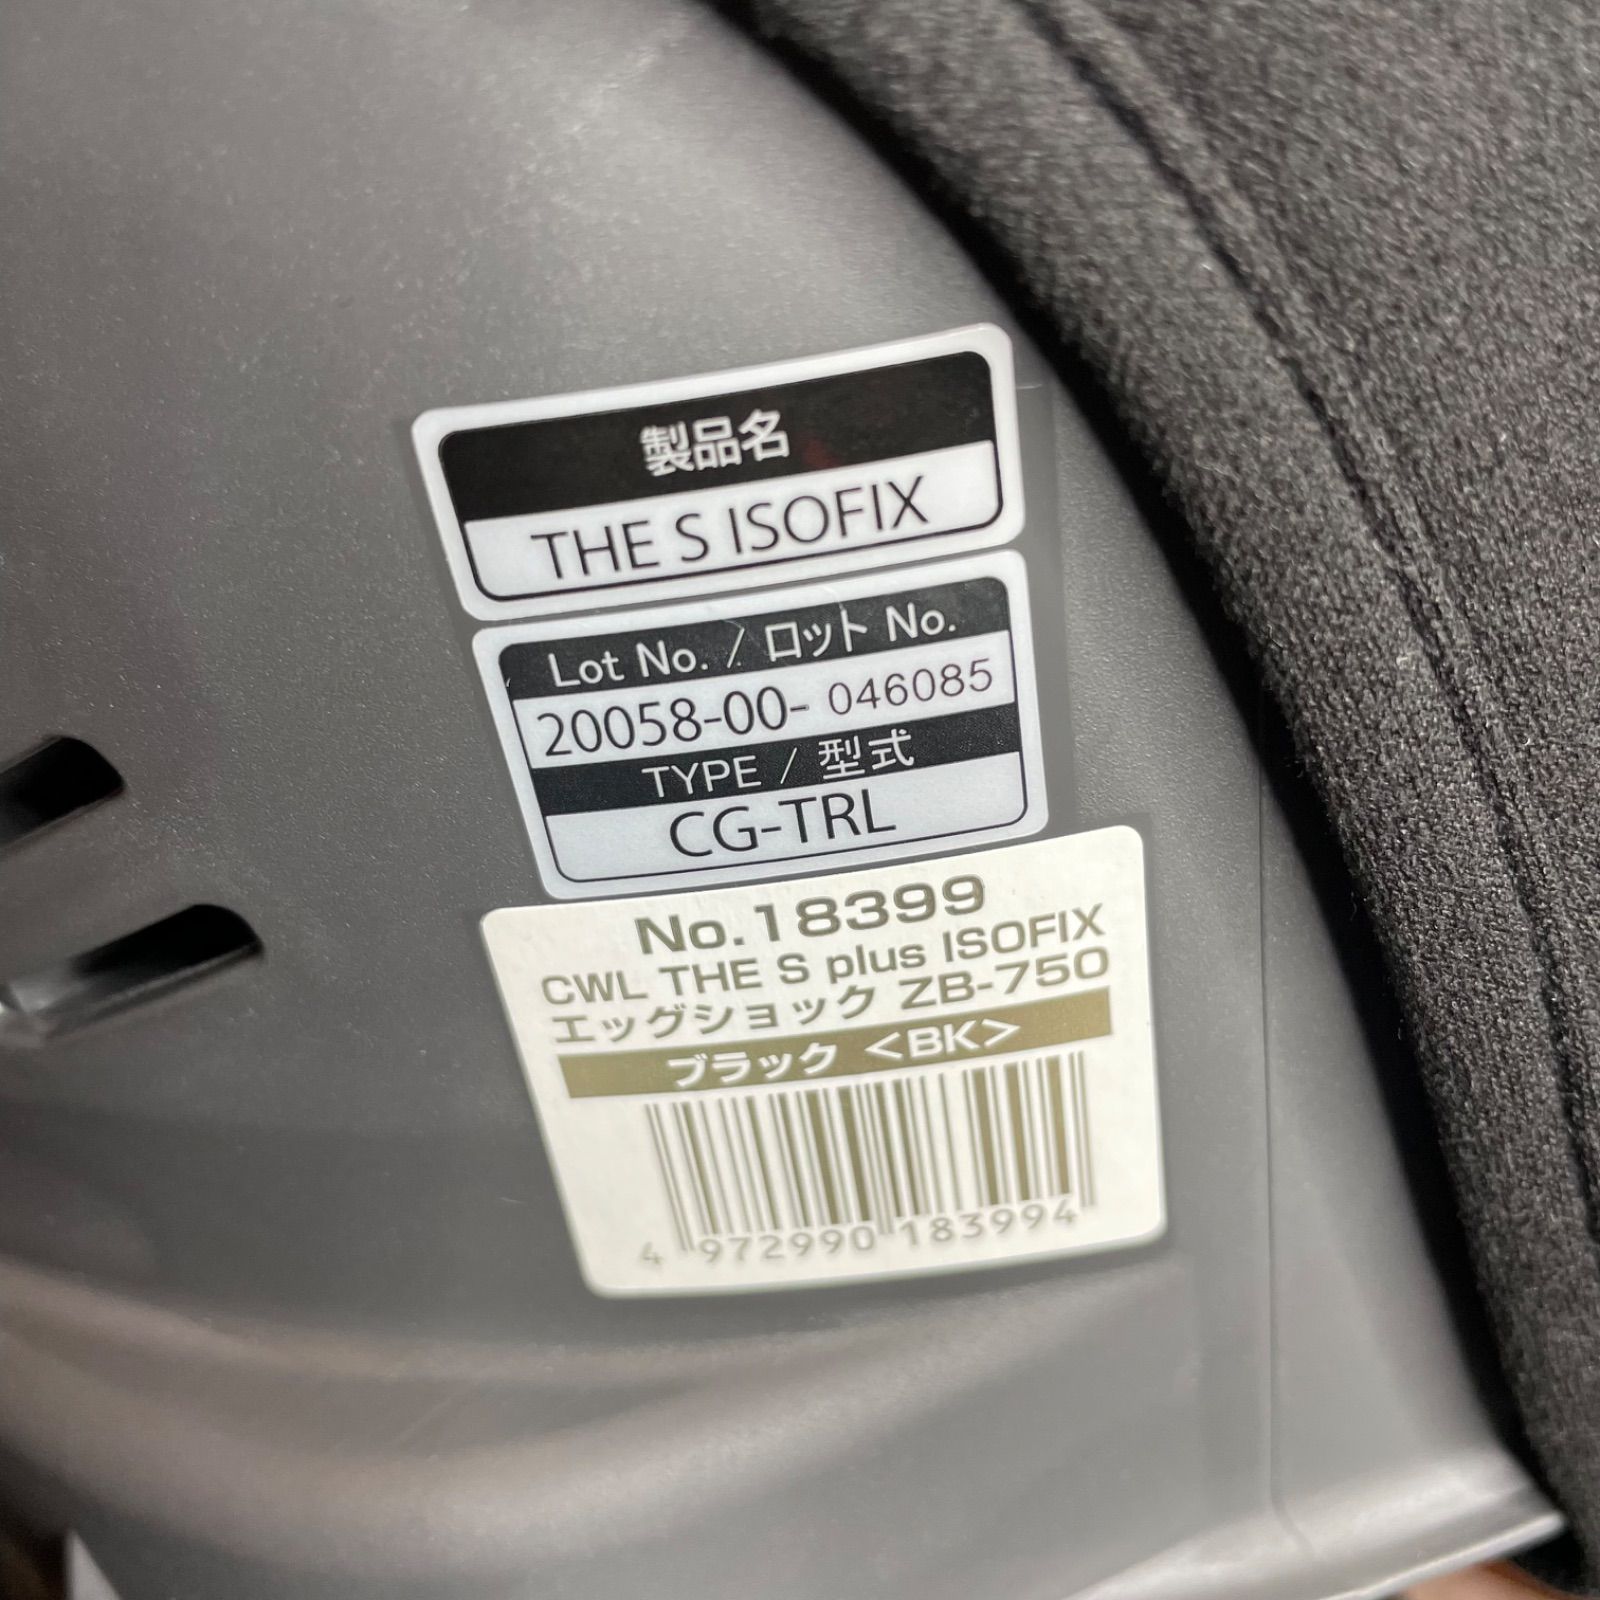 製品名
THE S ISOFIX
Lot No. / ロット No.
20058-00- 046085
TYPE / 型式
CG-TRL
No.18399
CWL THE S plus ISOFIX
エッグショック ZB-750
ブラック <BK>
4 972990 183994